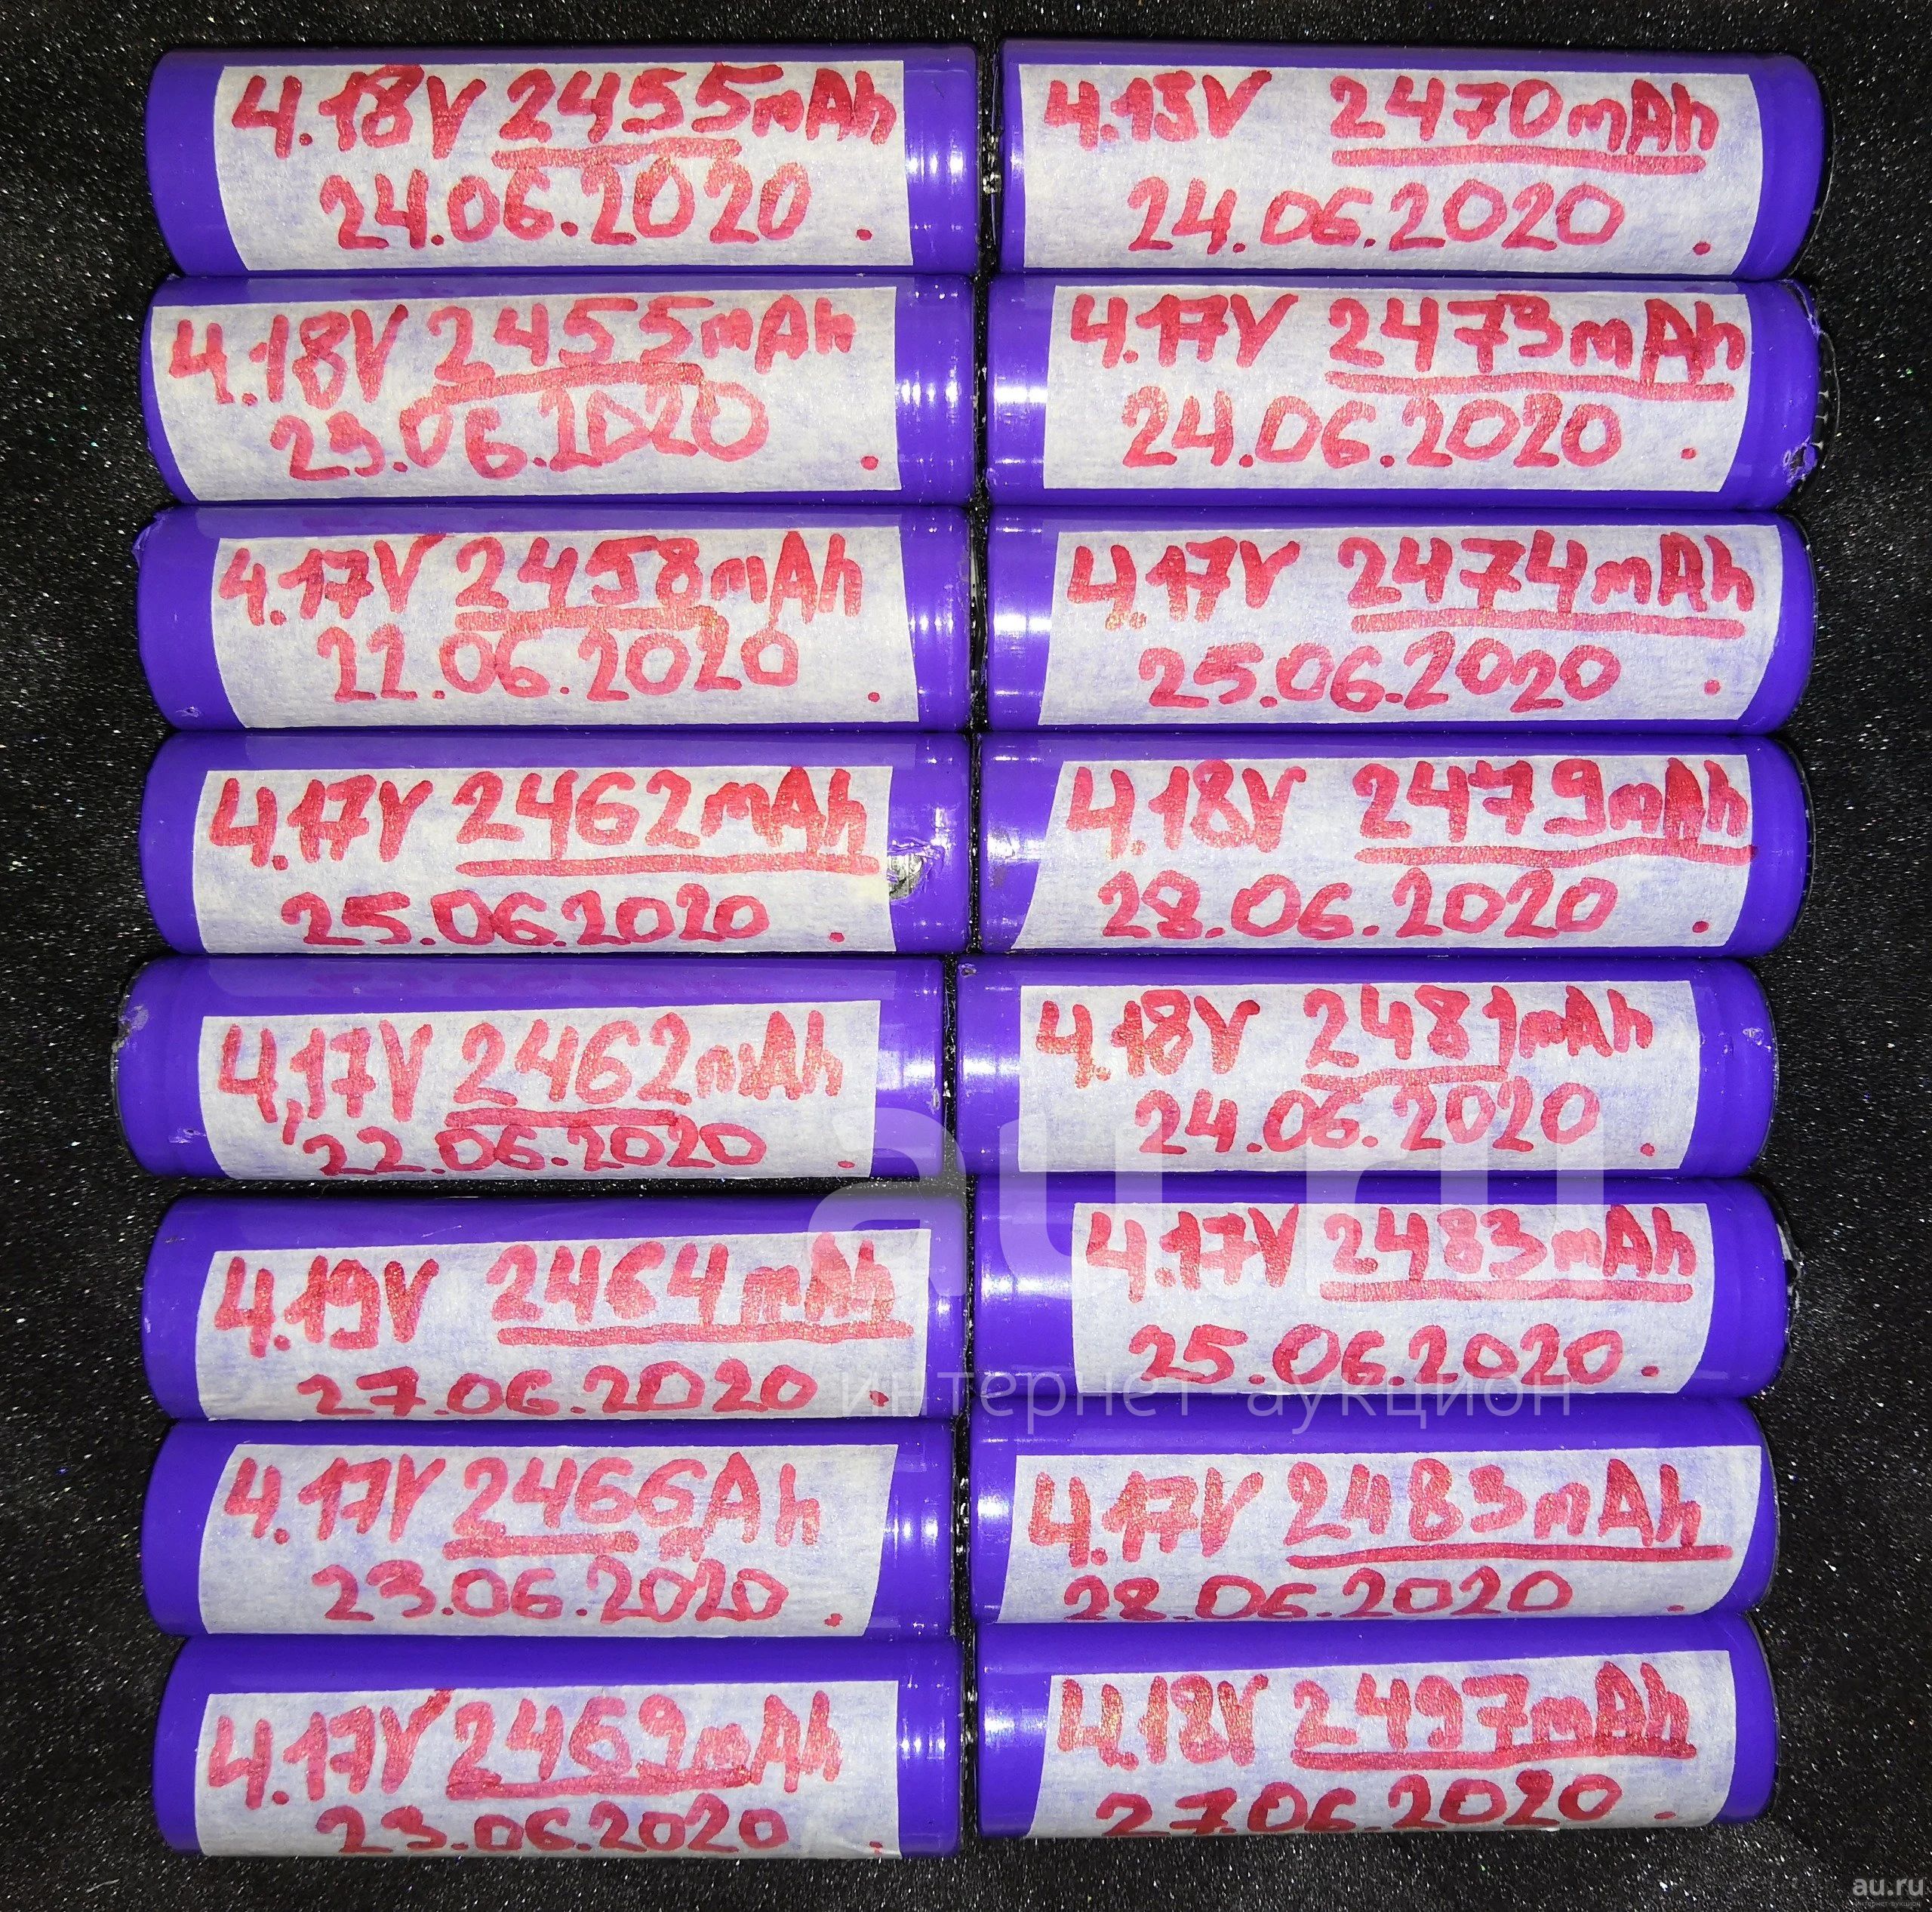 4.18V 2455mAh
24.06.2020 .
4.18V 2455mAh
23.06.2020 .
4.17V 2458mAh
22.06.2020 .
4.17V 2462mAh
25.06.2020 .
4,17V 2462mAh
22.06.2020 .
4.19V 2464mAh
27.06.2020 .
4.17V 2466mAh
23.06.2020 .
4.17V 2469mAh
23.06.2020 .
4.15V 2470mAh
24.06.2020 .
4.17V 2473mAh
24.06.2020 .
4.17V 2474mAh
25.06.2020 .
4.18V 2479mAh
28.06.2020 .
4.18V 2481mAh
24.06.2020 .
4.17V 2483mAh
25.06.2020 .
4.17V 2483mAh
28.06.2020 .
4.18V 2497mAh
27.06.2020 .
au.ru
интернет-аукцион
au.ru
интернет-аукцион